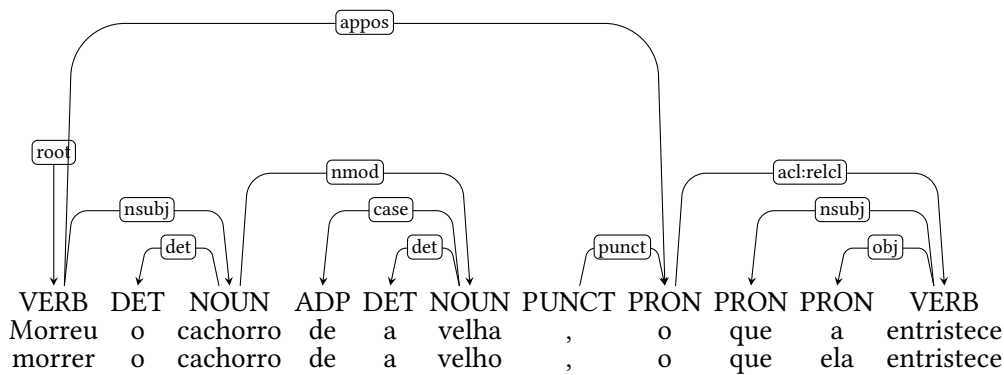 appos
root
nmod acl:relcl
nsubj case nsubj
det det punct obj
VERB DET NOUN ADP DET NOUN PUNCT PRON PRON PRON VERB
Morreu o cachorro de a velha , o que a entristece
morrer o cachorro de a velho , o que ela entristece